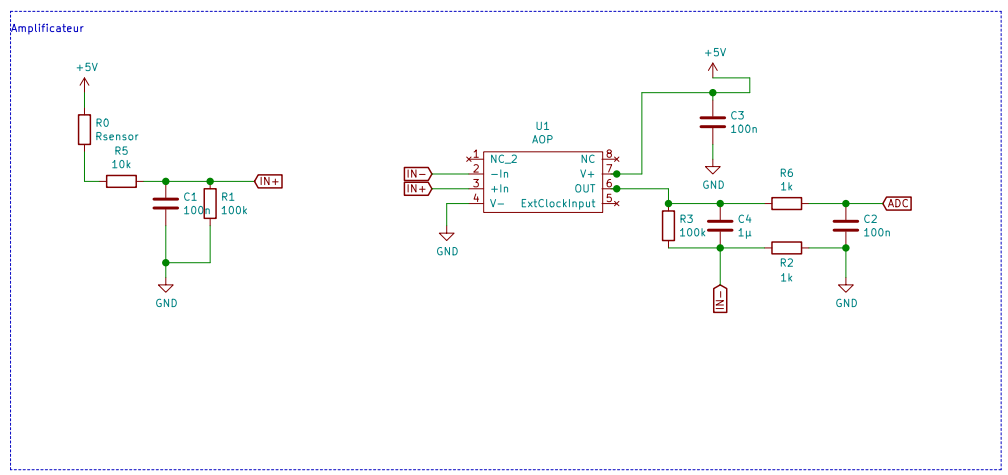 Amplificateur
+5V
R0
Rsensor
R5
10k
C1
100n
R1
100k
IN+
GND
U1
AOP
IN-
IN+
1
2
3
4
NC_2
-In
+In
V-
NC
V+
OUT
ExtClockInput
8
7
6
5
GND
+5V
C3
100n
GND
R3
100k
C4
1µ
R6
1k
R2
1k
ADC
C2
100n
GND
IN-